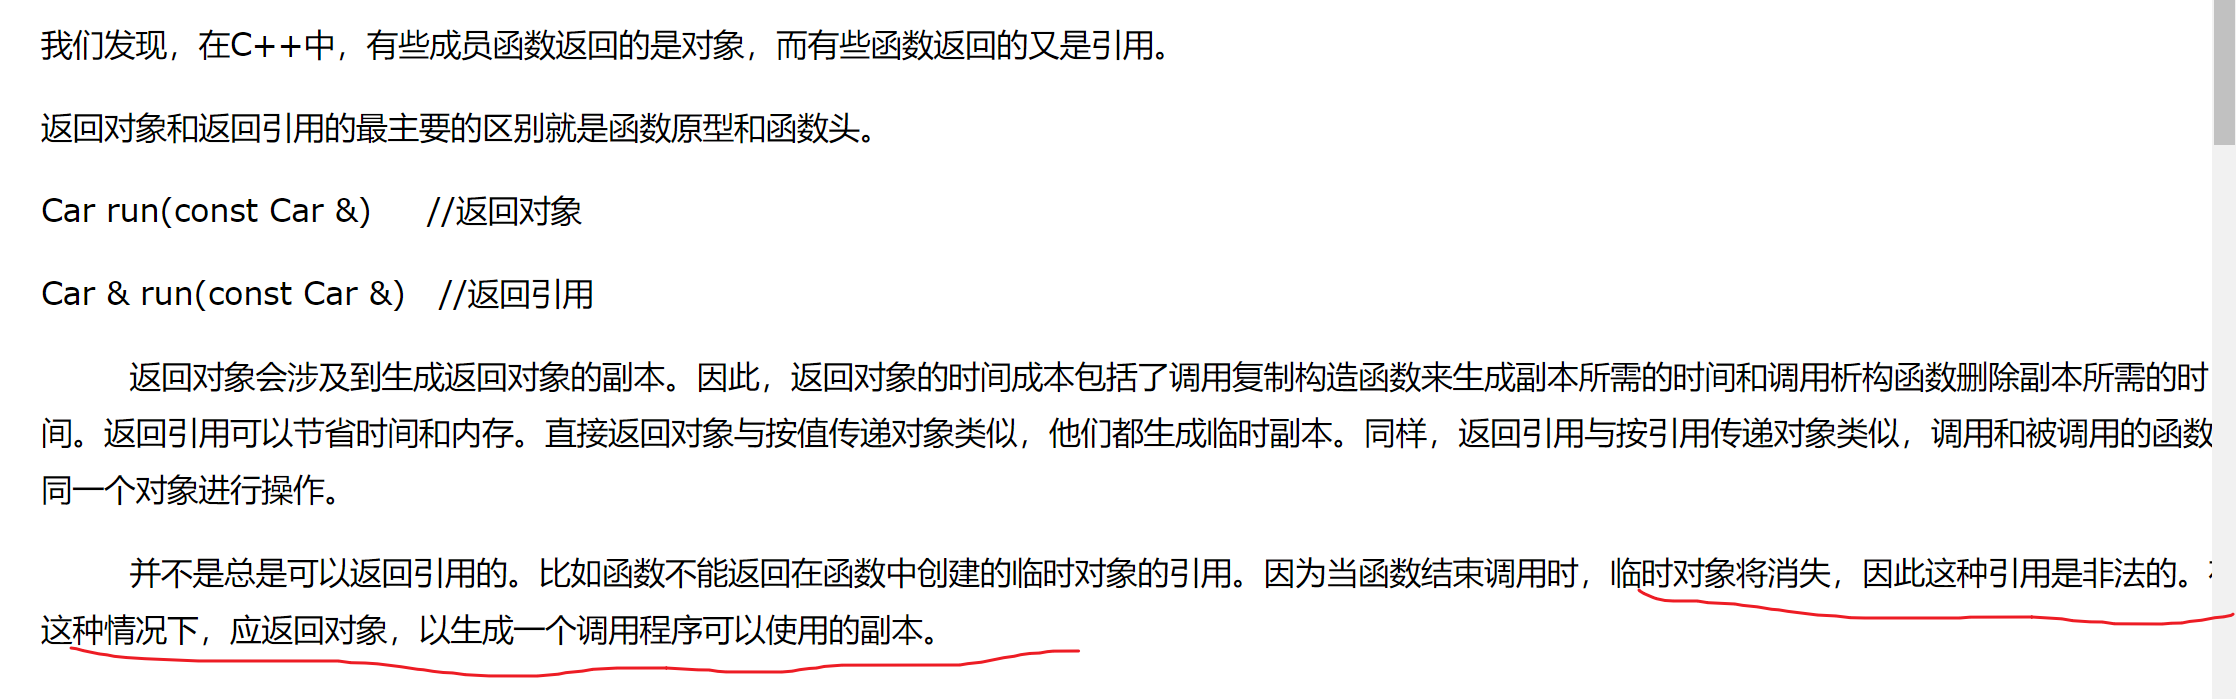 我们发现，在C++中，有些成员函数返回的是对象，而有些函数返回的又是引用。
返回对象和返回引用的最主要的区别就是函数原型和函数头。
Car run(const Car &) //返回对象
Car & run(const Car &) //返回引用
返回对象会涉及到生成返回对象的副本。因此，返回对象的时间成本包括了调用复制构造函数来生成副本所需的时间和调用析构函数删除副本所需的时
间。返回引用可以节省时间和内存。直接返回对象与按值传递对象类似，他们都生成临时副本。同样，返回引用与按引用传递对象类似，调用和被调用的函数
同一个对象进行操作。
并不是总是可以返回引用的。比如函数不能返回在函数中创建的临时对象的引用。因为当函数结束调用时，临时对象将消失，因此这种引用是非法的。
这种情况下，应返回对象，以生成一个调用程序可以使用的副本。